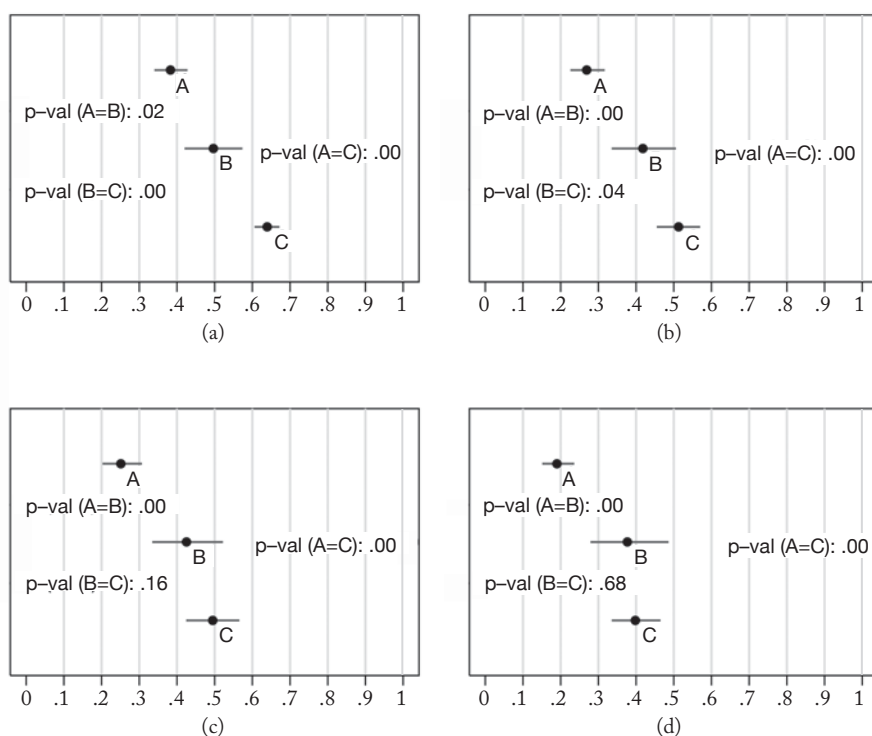 A
p–val (A=B): .02
B
p–val (A=C): .00
p–val (B=C): .00
C
0 .1 .2 .3 .4 .5 .6 .7 .8 .9 1
(a)
A
p–val (A=B): .00
B
p–val (A=C): .00
p–val (B=C): .04
C
0 .1 .2 .3 .4 .5 .6 .7 .8 .9 1
(b)
A
p–val (A=B): .00
B
p–val (A=C): .00
p–val (B=C): .16
C
0 .1 .2 .3 .4 .5 .6 .7 .8 .9 1
(c)
A
p–val (A=B): .00
B
p–val (A=C): .00
p–val (B=C): .68
C
0 .1 .2 .3 .4 .5 .6 .7 .8 .9 1
(d)